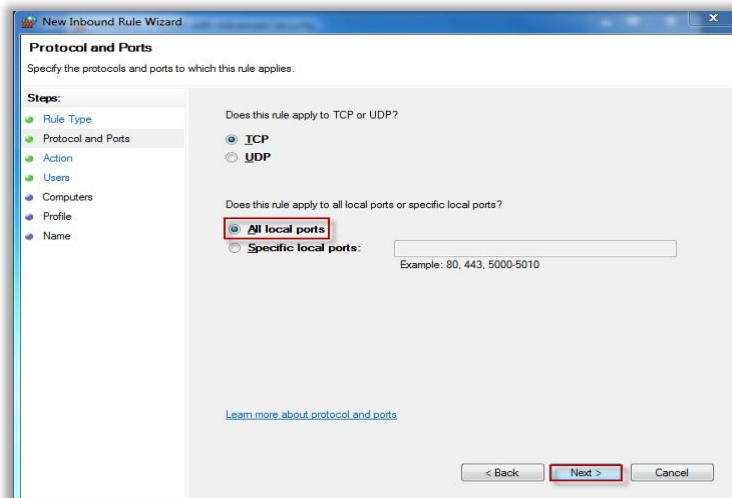 New Inbound Rule Wizard
Protocol and Ports
Specify the protocols and ports to which this rule applies.
Steps:
Rule Type
Protocol and Ports
Action
Users
Computers
Profile
Name
Does this rule apply to TCP or UDP?
TCP
UDP
Does this rule apply to all local ports or specific local ports?
All local ports
Specific local ports:
Example: 80, 443, 5000-5010
Learn more about protocol and ports
< Back
Next >
Cancel